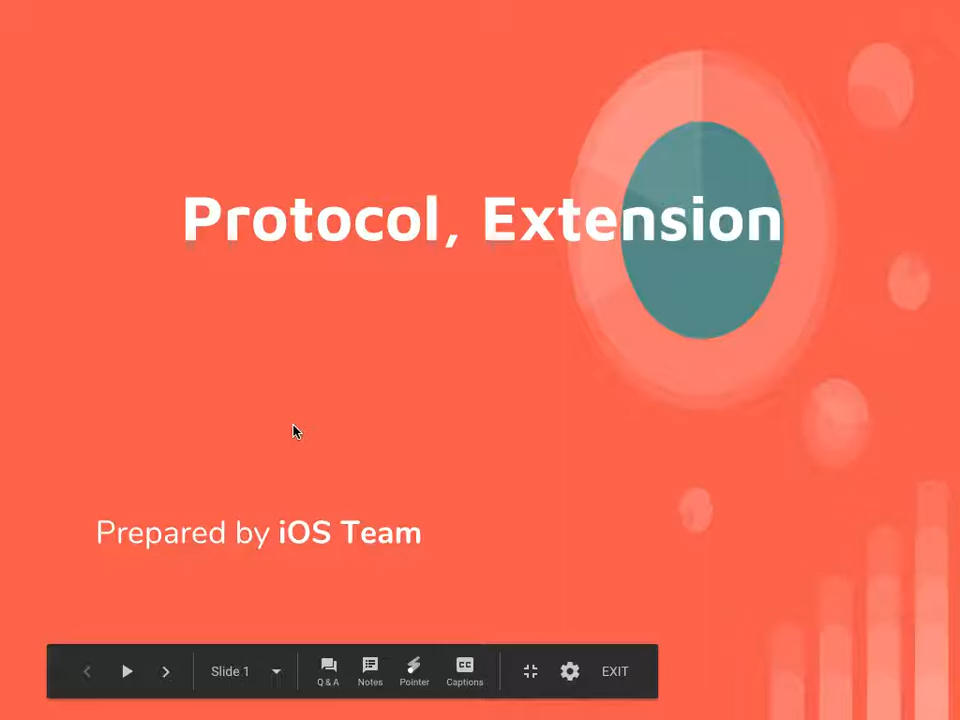 Protocol, Extension
Prepared by iOS Team
Slide 1
Q & A
Notes
Pointer
CC
Captions
EXIT